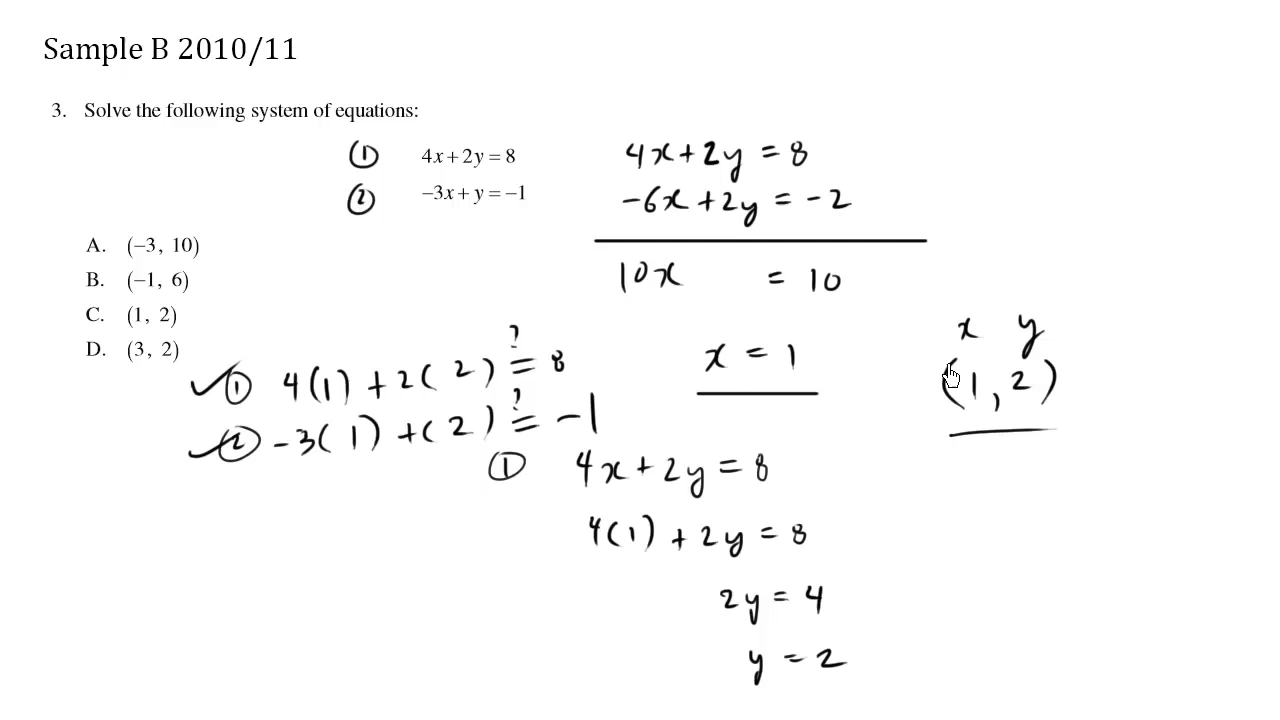 Sample B 2010/11
3. Solve the following system of equations:
① 4x+2y=8
② −3x+y=−1
A. (−3, 10)
B. (−1, 6)
C. (1, 2)
D. (3, 2)
4x+2y=8
-6x+2y=-2
10x = 10
x = 1
x y
(1,2)
✓① 4(1)+2(2)≟8
✓② -3(1)+(2)≟-1
① 4x+2y=8
4(1)+2y=8
2y=4
y=2